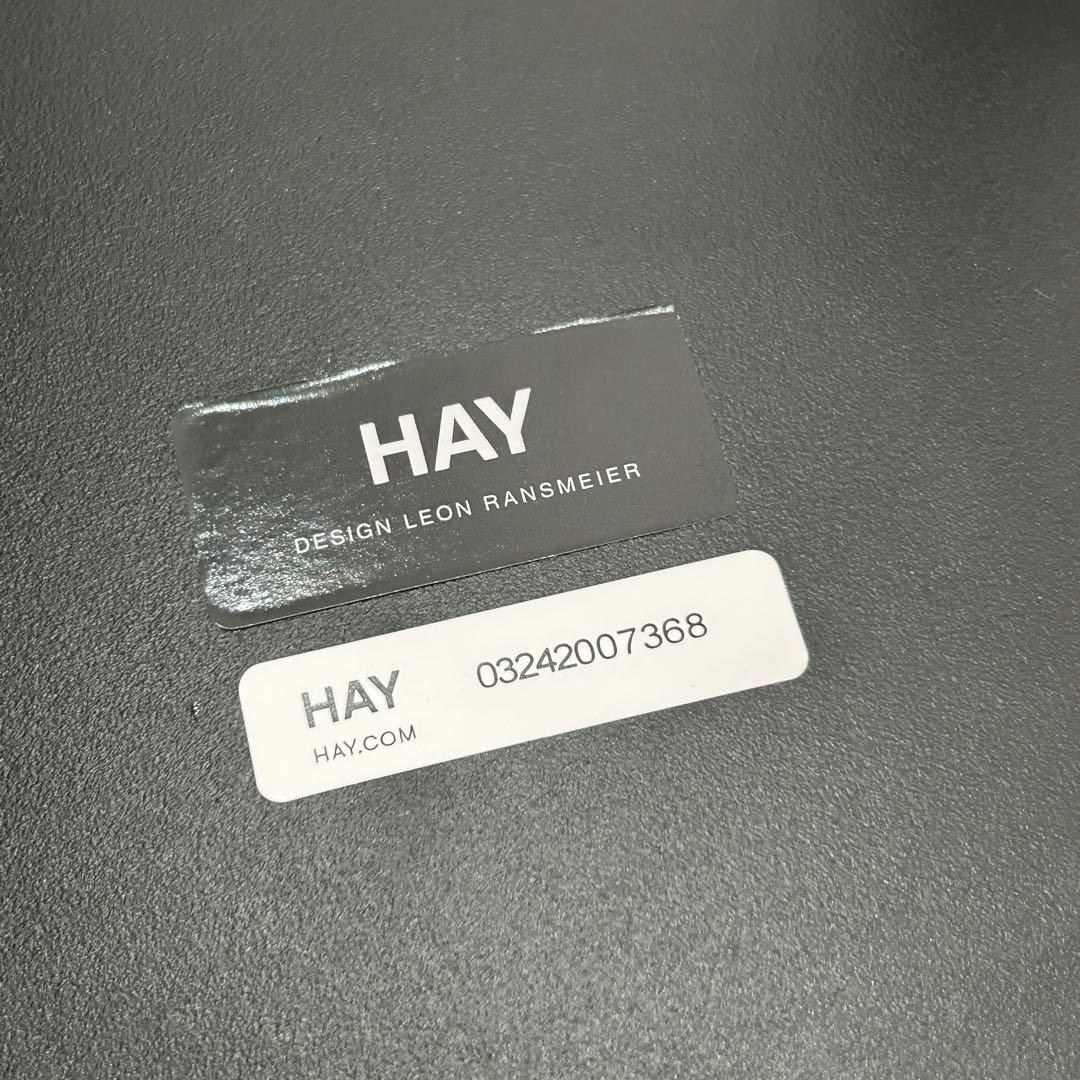 HAY
DESIGN LEON RANSMEIER
HAY 03242007368
HAY.COM